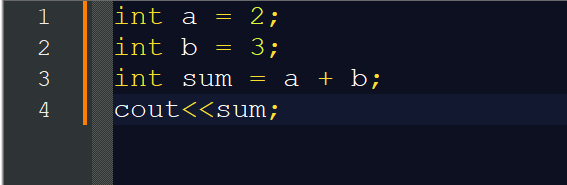 1 int a = 2;
2 int b = 3;
3 int sum = a + b;
4 cout<<sum;